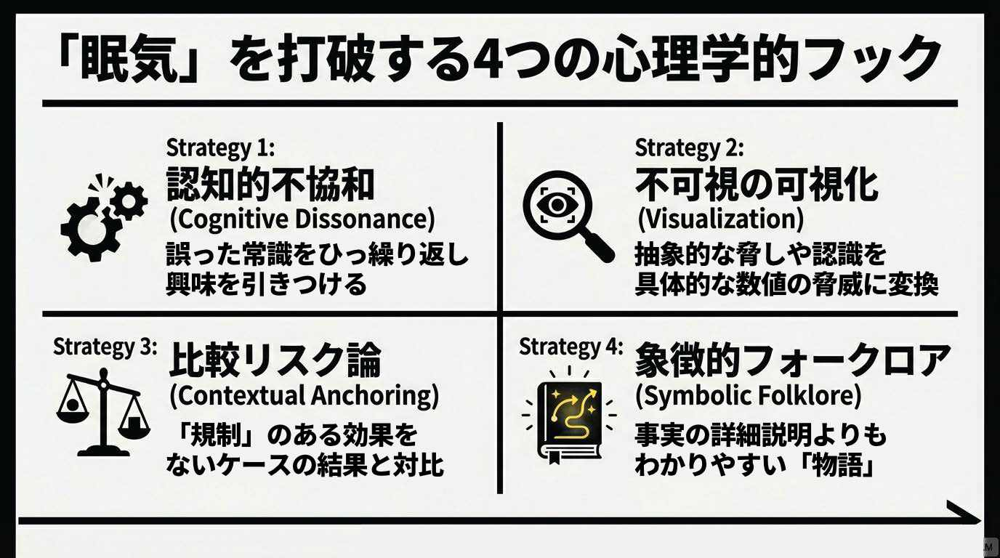 「眠気」を打破する4つの心理学的フック
Strategy 1:
認知的不協和
(Cognitive Dissonance)
誤った常識をひっ繰り返し
興味を引きつける
Strategy 2:
不可視の可視化
(Visualization)
抽象的な脅しや認識を
具体的な数値の脅威に変換
Strategy 3:
比較リスク論
(Contextual Anchoring)
「規制」のある効果を
ないケースの結果と対比
Strategy 4:
象徴的フォークロア
(Symbolic Folklore)
事実の詳細説明よりも
わかりやすい「物語」